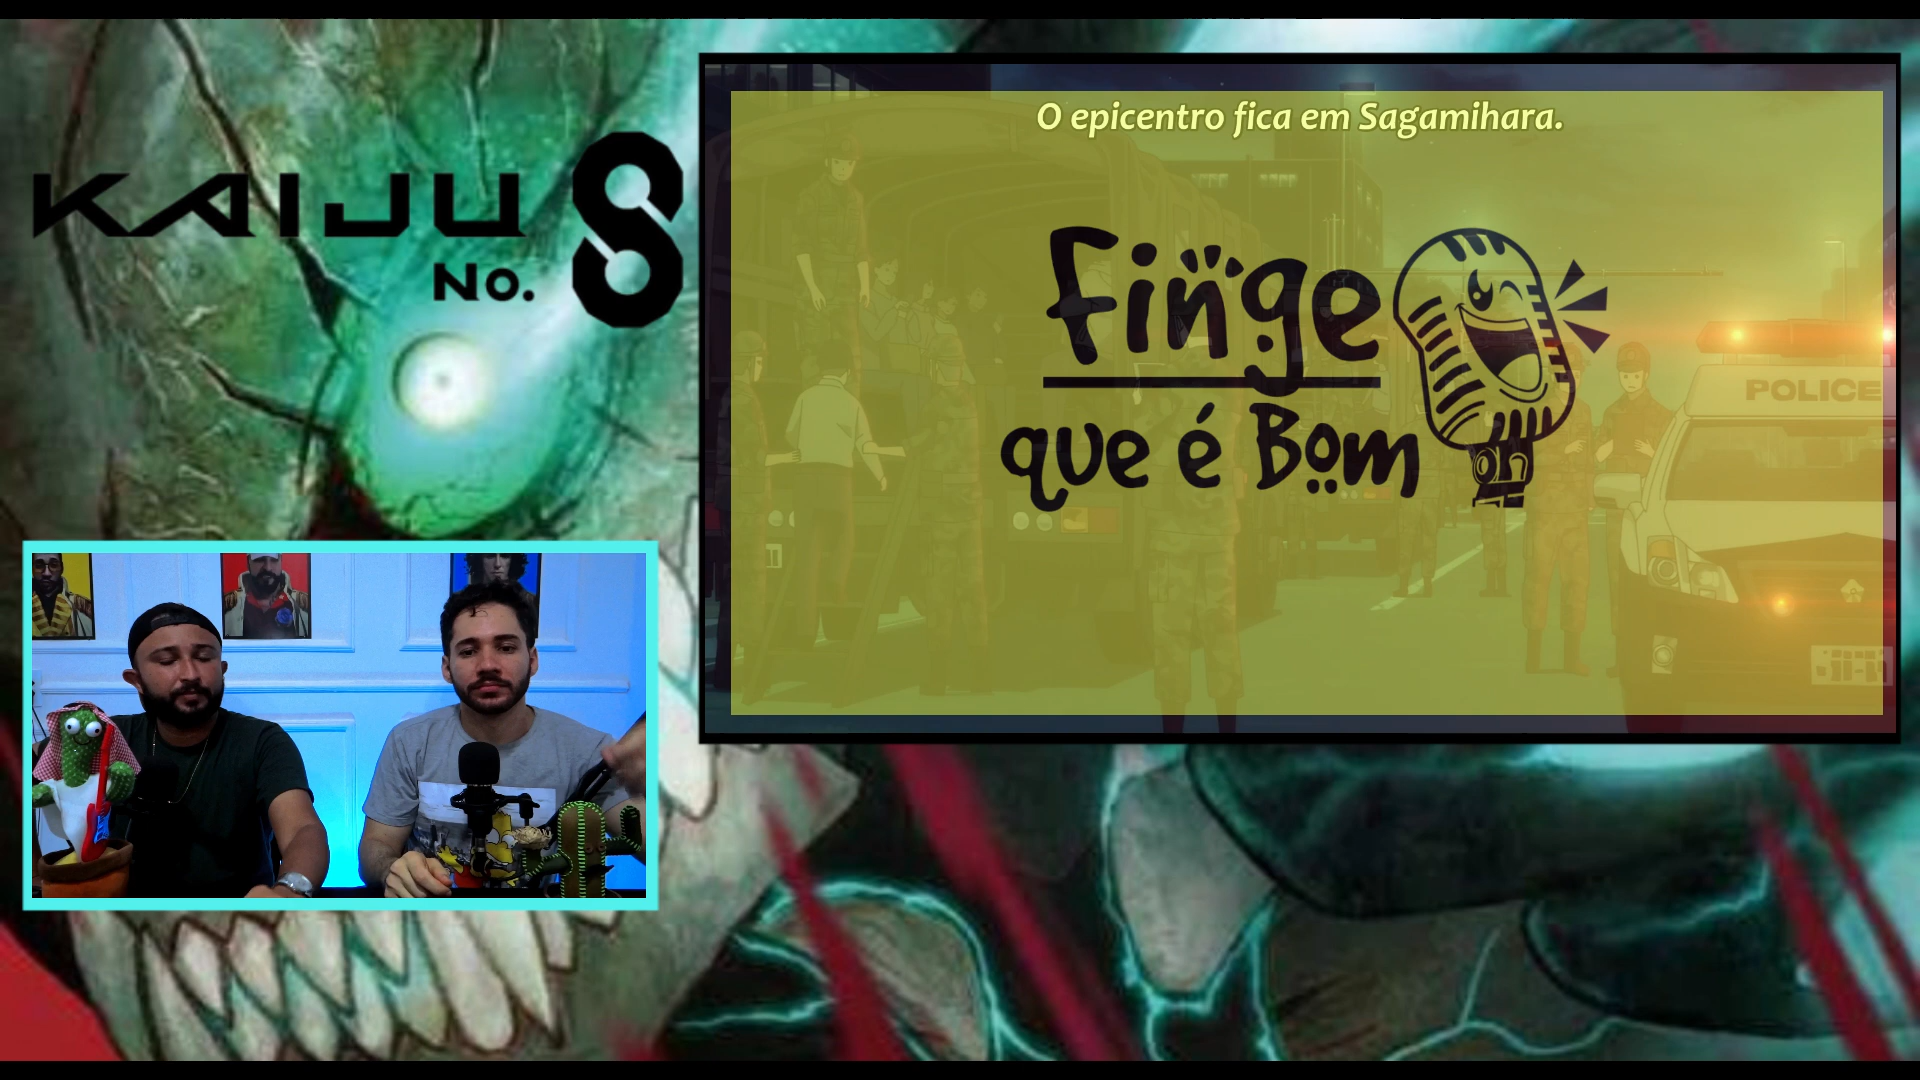 KAIJU
No. 8
O epicentro fica em Sagamihara.
Finge
que é Bom
POLICE